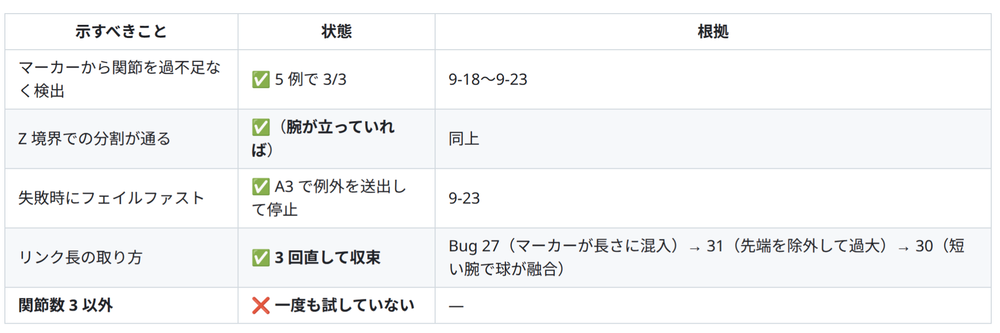 示すべきこと 状態 根拠
マーカーから関節を過不足な
く検出
✅ 5 例で 3/3
9-18〜9-23
Z 境界での分割が通る
✅（腕が立っていれ
ば）
同上
失敗時にフェイルファスト
✅ A3 で例外を送出し
て停止
9-23
リンク長の取り方
✅ 3 回直して収束
Bug 27（マーカーが長さに混入）→ 31（先端を除外して過大）→ 30（短
い腕で球が融合）
関節数 3 以外
❌ 一度も試していない
—